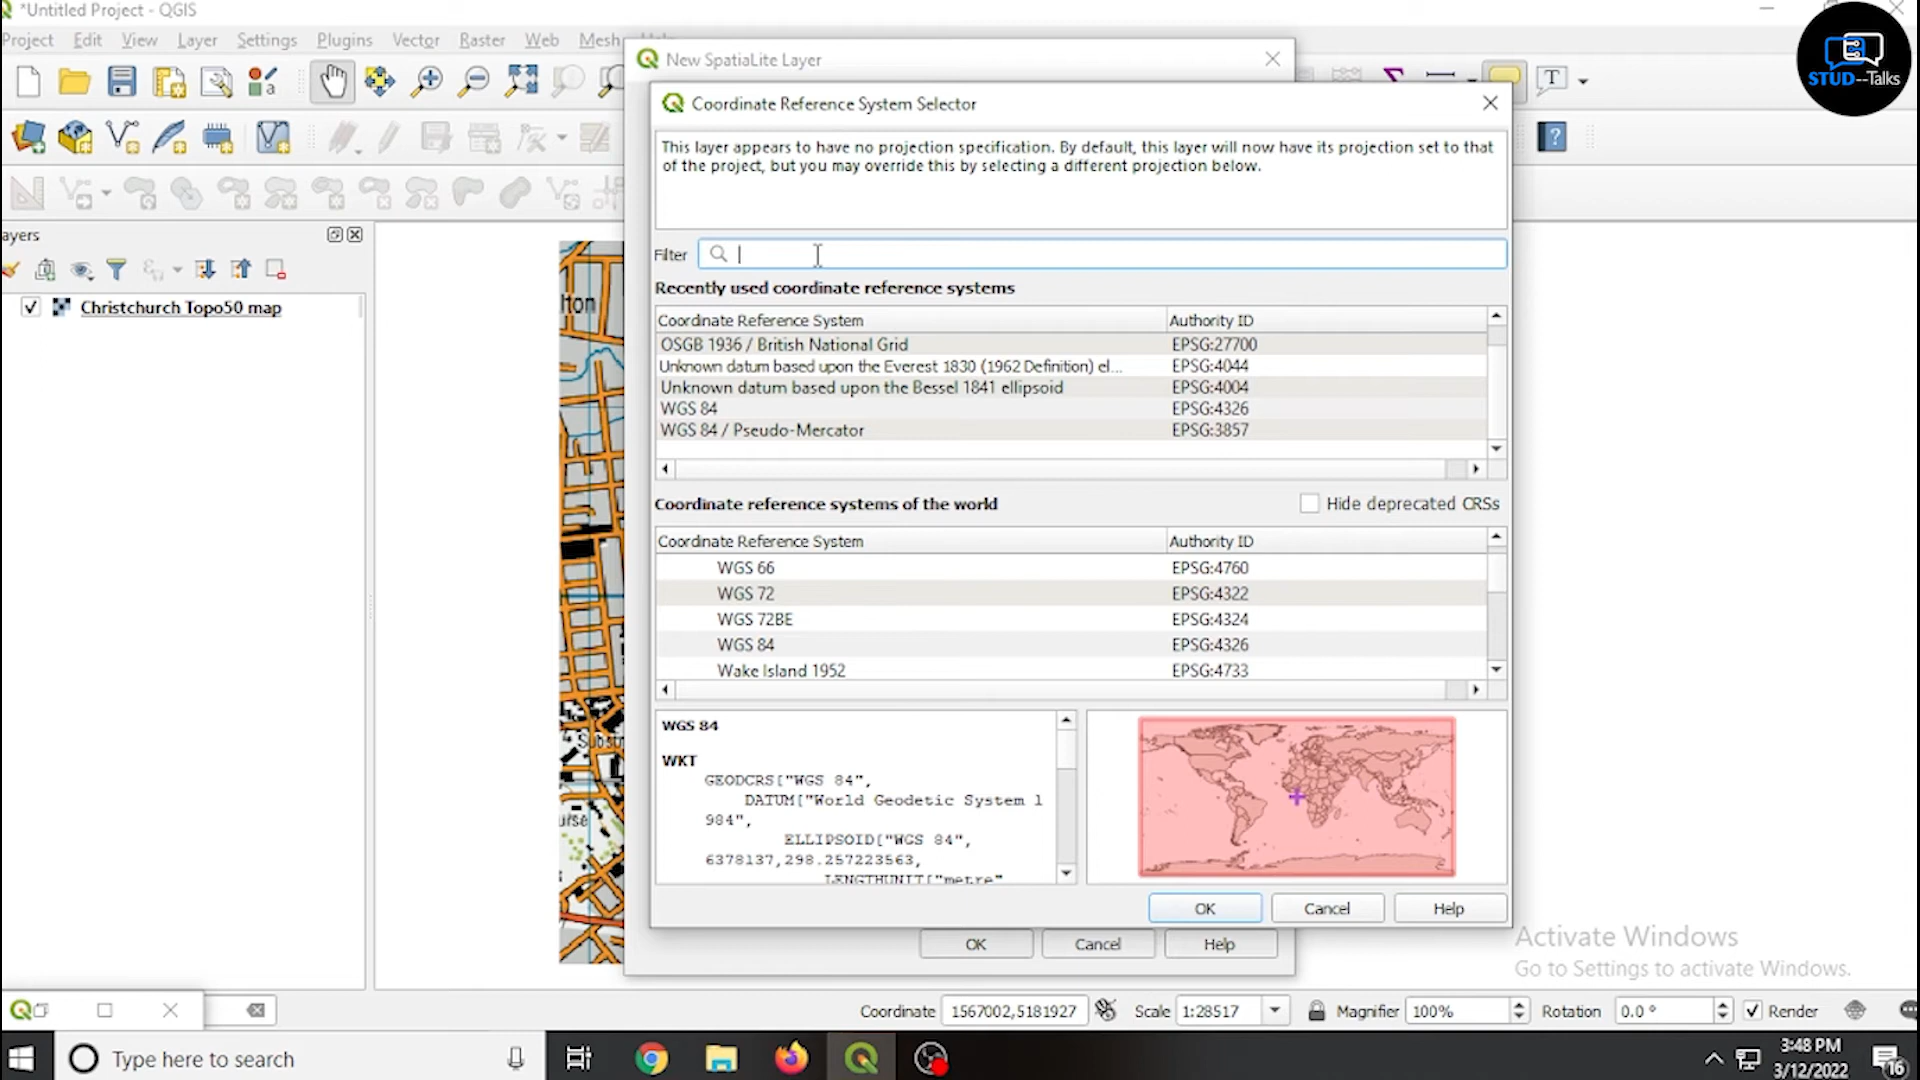 *Untitled Project - QGIS
Project Edit View Layer Settings Plugins Vector Raster Web Mesh
New SpatiaLite Layer
STUD--Talks
T
?
Coordinate Reference System Selector
This layer appears to have no projection specification. By default, this layer will now have its projection set to that
of the project, but you may override this by selecting a different projection below.
Filter
ayers
Christchurch Topo50 map
lton
Recently used coordinate reference systems
Coordinate Reference System Authority ID
OSGB 1936 / British National Grid EPSG:27700
Unknown datum based upon the Everest 1830 (1962 Definition) el... EPSG:4044
Unknown datum based upon the Bessel 1841 ellipsoid EPSG:4004
WGS 84 EPSG:4326
WGS 84 / Pseudo-Mercator EPSG:3857
Coordinate reference systems of the world Hide deprecated CRSs
Coordinate Reference System Authority ID
WGS 66 EPSG:4760
WGS 72 EPSG:4322
WGS 72BE EPSG:4324
WGS 84 EPSG:4326
Wake Island 1952 EPSG:4733
Substa
urse
WGS 84
WKT
GEODCRS["WGS 84",
DATUM["World Geodetic System 1
984",
ELLIPSOID["WGS 84",
6378137,298.257223563,
LENGTHUNIT["metre"
OK Cancel Help
OK Cancel Help
Activate Windows
Go to Settings to activate Windows.
Coordinate 1567002,5181927 Scale 1:28517 Magnifier 100% Rotation 0.0 ° Render
Type here to search
3:48 PM
3/12/2022
16